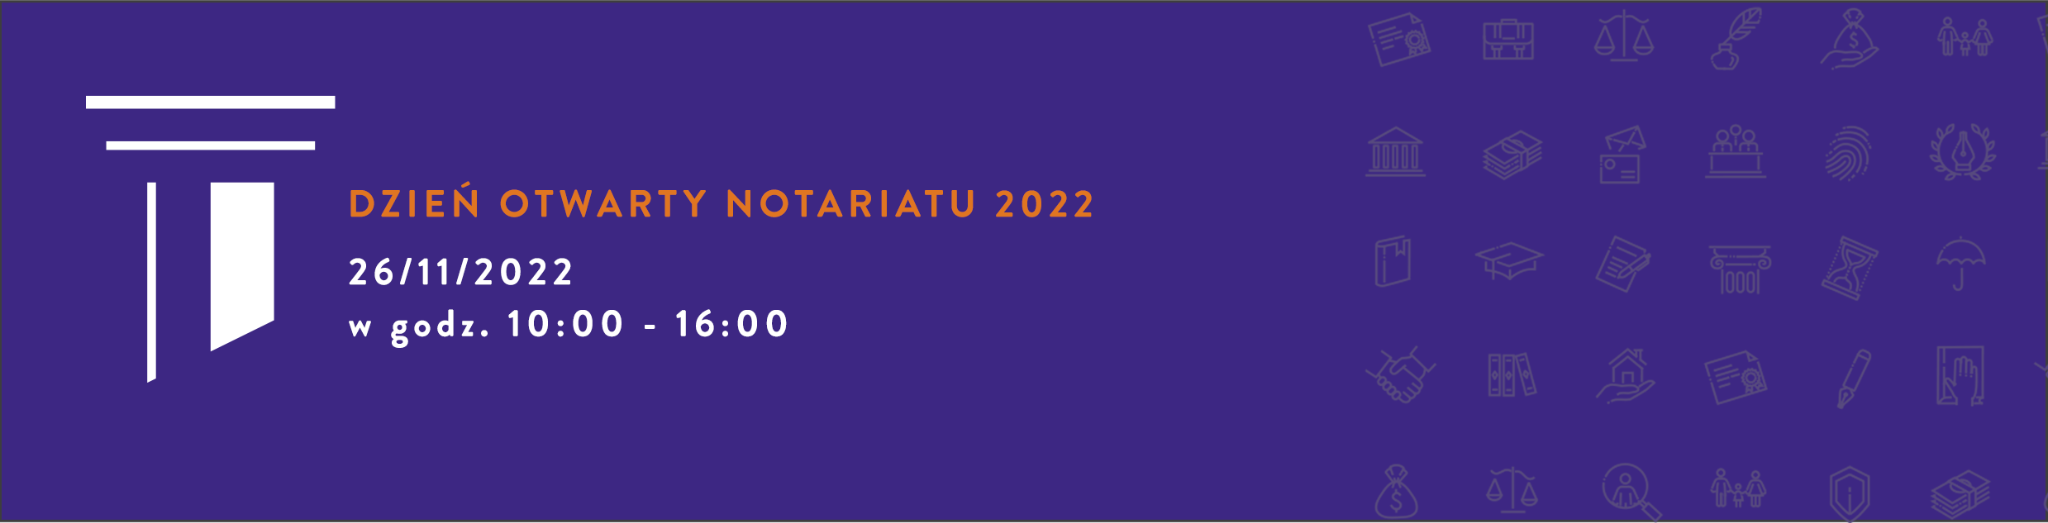 DZIEŃ OTWARTY NOTARIATU 2022
26/11/2022
w godz. 10:00 - 16:00